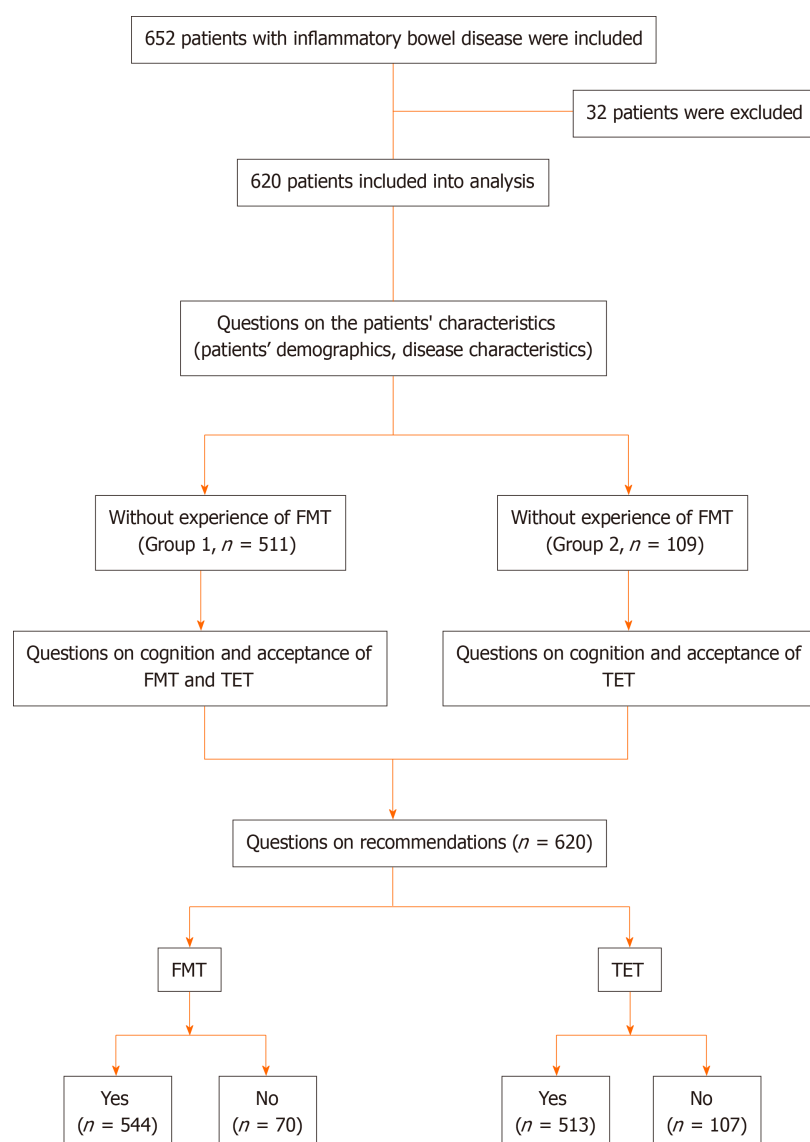 652 patients with inflammatory bowel disease were included
32 patients were excluded
620 patients included into analysis
Questions on the patients' characteristics
(patients’ demographics, disease characteristics)
Without experience of FMT
(Group 1, n = 511)
Without experience of FMT
(Group 2, n = 109)
Questions on cognition and acceptance of
FMT and TET
Questions on cognition and acceptance of
TET
Questions on recommendations (n = 620)
FMT
TET
Yes
(n = 544)
No
(n = 70)
Yes
(n = 513)
No
(n = 107)